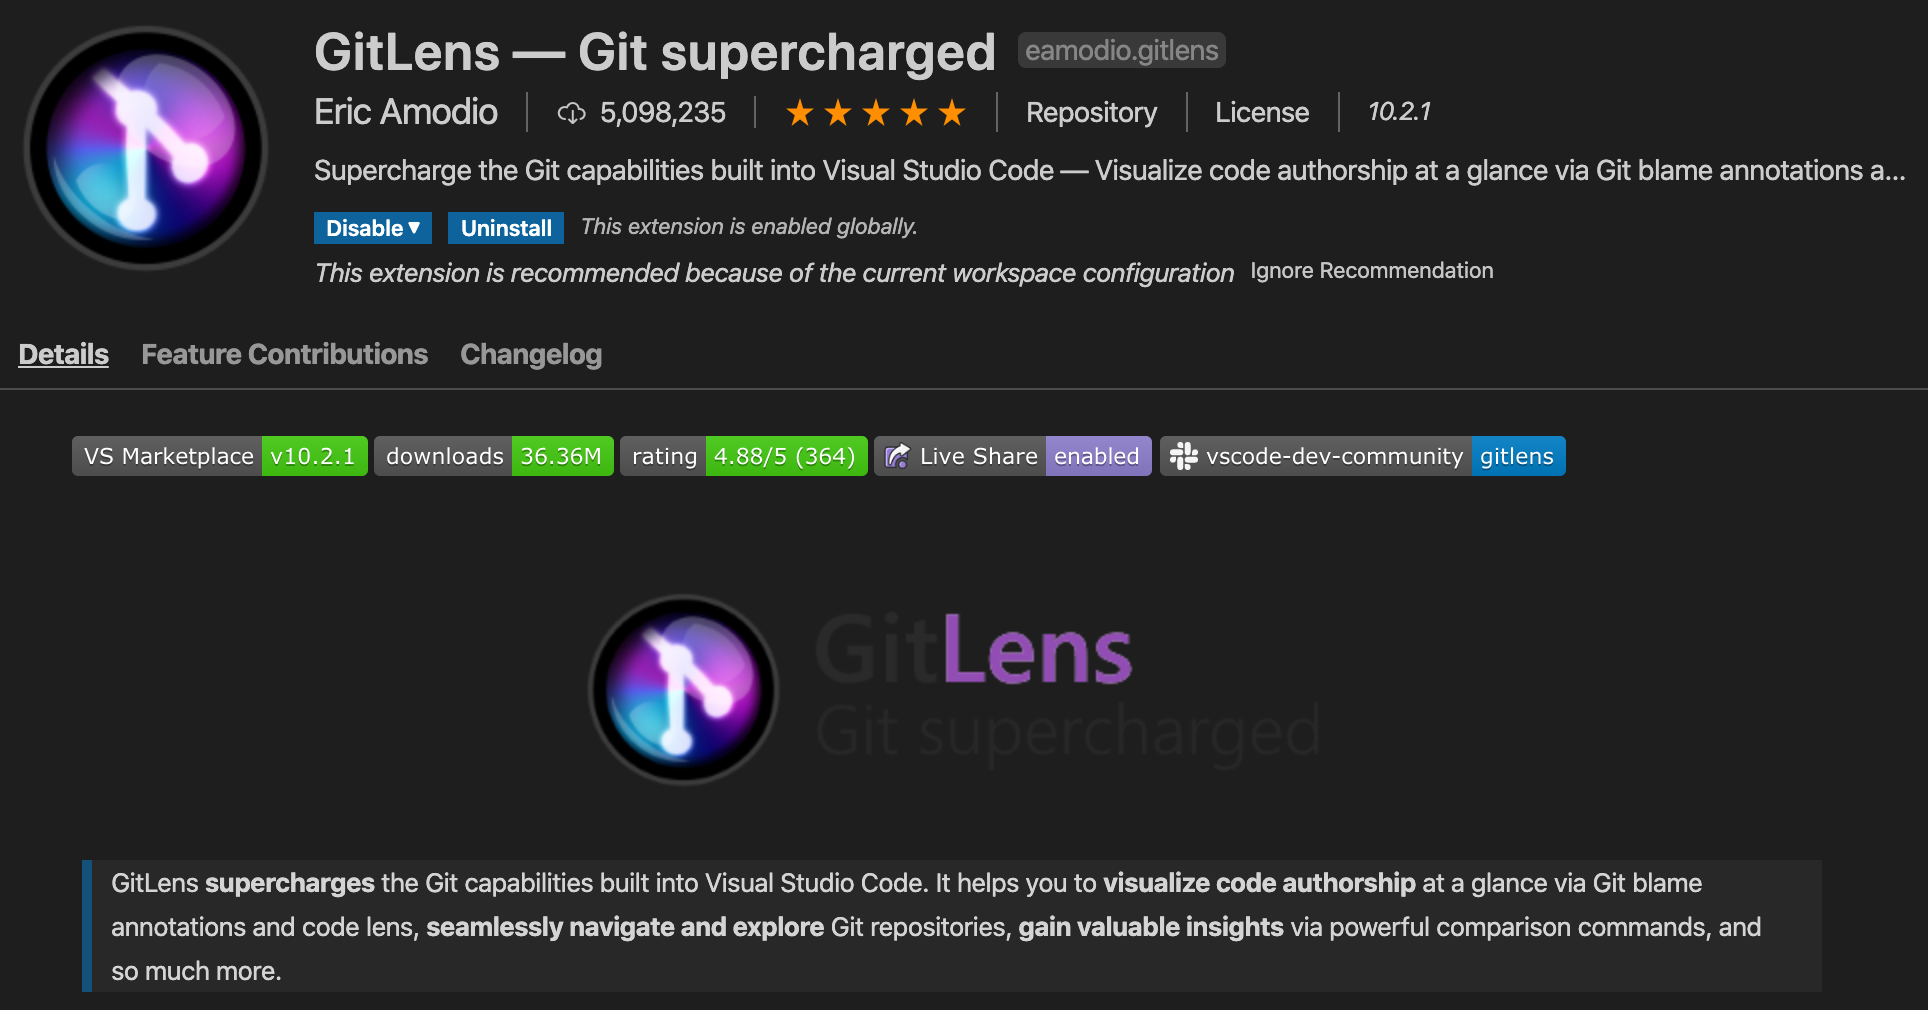 GitLens — Git supercharged eamodio.gitlens
Eric Amodio 5,098,235 ★★★★★ Repository License 10.2.1
Supercharge the Git capabilities built into Visual Studio Code — Visualize code authorship at a glance via Git blame annotations a...
Disable▼ Uninstall This extension is enabled globally.
This extension is recommended because of the current workspace configuration Ignore Recommendation
Details Feature Contributions Changelog
VS Marketplace v10.2.1 downloads 36.36M rating 4.88/5 (364) Live Share enabled vscode-dev-community gitlens
GitLens
Git supercharged
GitLens supercharges the Git capabilities built into Visual Studio Code. It helps you to visualize code authorship at a glance via Git blame
annotations and code lens, seamlessly navigate and explore Git repositories, gain valuable insights via powerful comparison commands, and
so much more.